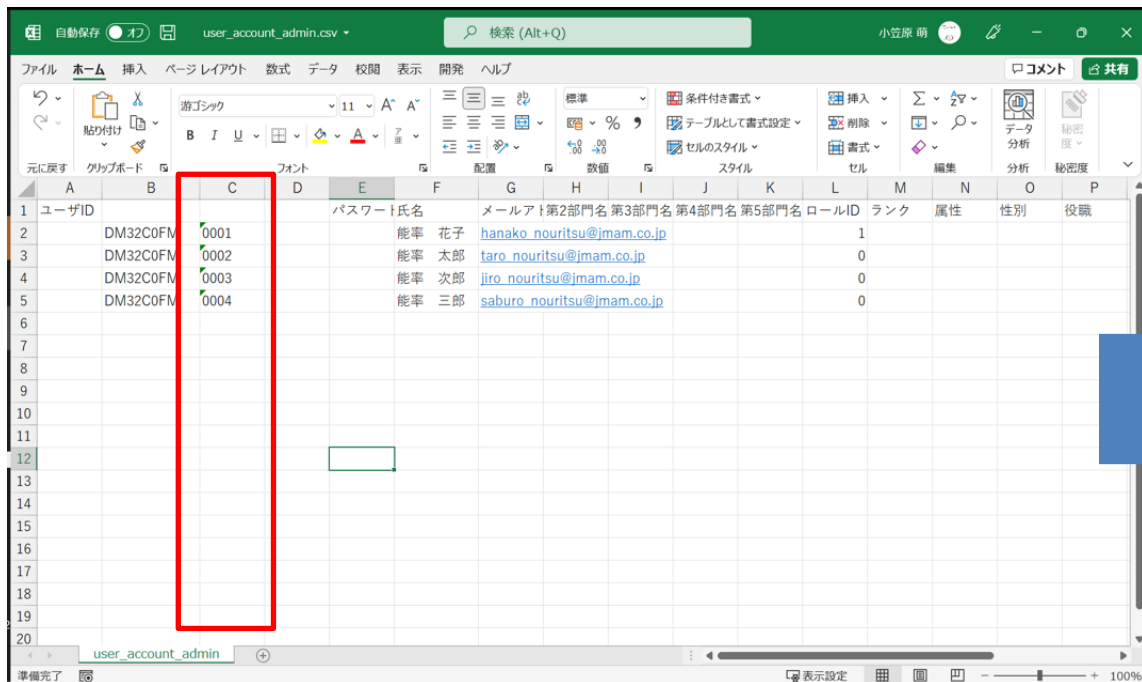 自動保存 オフ user_account_admin.csv 検索 (Alt+Q) 小笠原 萌
ファイル ホーム 挿入 ページ レイアウト 数式 データ 校閲 表示 開発 ヘルプ コメント 共有
貼り付け 游ゴシック 11 A^ A ab 標準 条件付き書式 挿入 Σ
B I U A % 9 テーブルとして書式設定 削除 データ 分析 秘密度
セルのスタイル 書式
元に戻す クリップボード フォント 配置 数値 スタイル セル 編集 分析 秘密度
A B C D E F G H I J K L M N O P
1 ユーザID パスワード 氏名 メールアド 第2部門名 第3部門名 第4部門名 第5部門名 ロールID ランク 属性 性別 役職
2 DM32C0FM 0001 能率 花子 hanako_nouritsu@jmam.co.jp 1
3 DM32C0FM 0002 能率 太郎 taro_nouritsu@jmam.co.jp 0
4 DM32C0FM 0003 能率 次郎 jiro_nouritsu@jmam.co.jp 0
5 DM32C0FM 0004 能率 三郎 saburo_nouritsu@jmam.co.jp 0
6
7
8
9
10
11
12
13
14
15
16
17
18
19
20
user_account_admin
準備完了 表示設定 100%